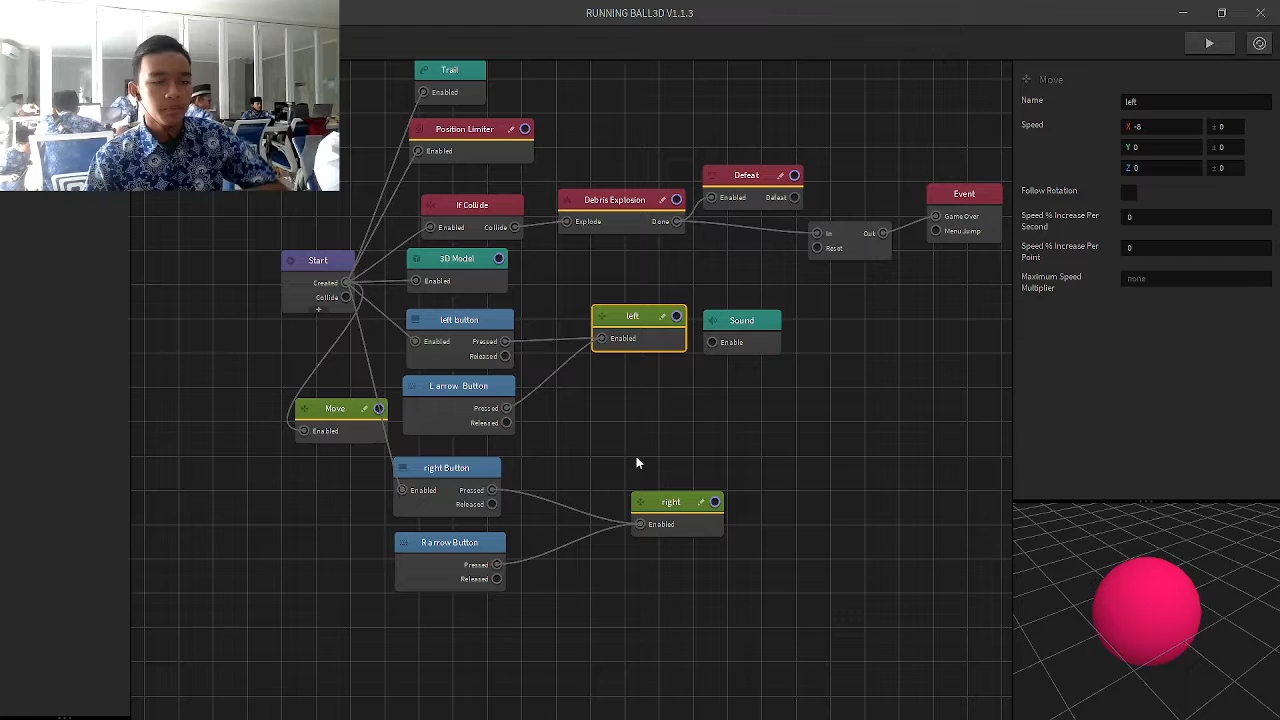 RUNNING BALL3D V1.1.3
Trail
Enabled
Position Limiter
Enabled
If Collide
Enabled Collide
Debris Explosion
Explode Done
Defeat
Enabled Defeat
In Out
Reset
Event
Game Over
Menu Jump
Start
Created
Collide
+
3D Model
Enabled
left button
Enabled Pressed
Released
left
Enabled
Sound
Enable
L arrow Button
Pressed
Released
Move
Enabled
right Button
Enabled Pressed
Released
right
Enabled
R arrow Button
Pressed
Released
Move
Name left
Speed X -8 ± 0
Y 0 ± 0
Z 0 ± 0
Follow Rotation
Speed % Increase Per
Second
0
Speed % Increase Per
Point
0
Maximum Speed
Multiplier
none